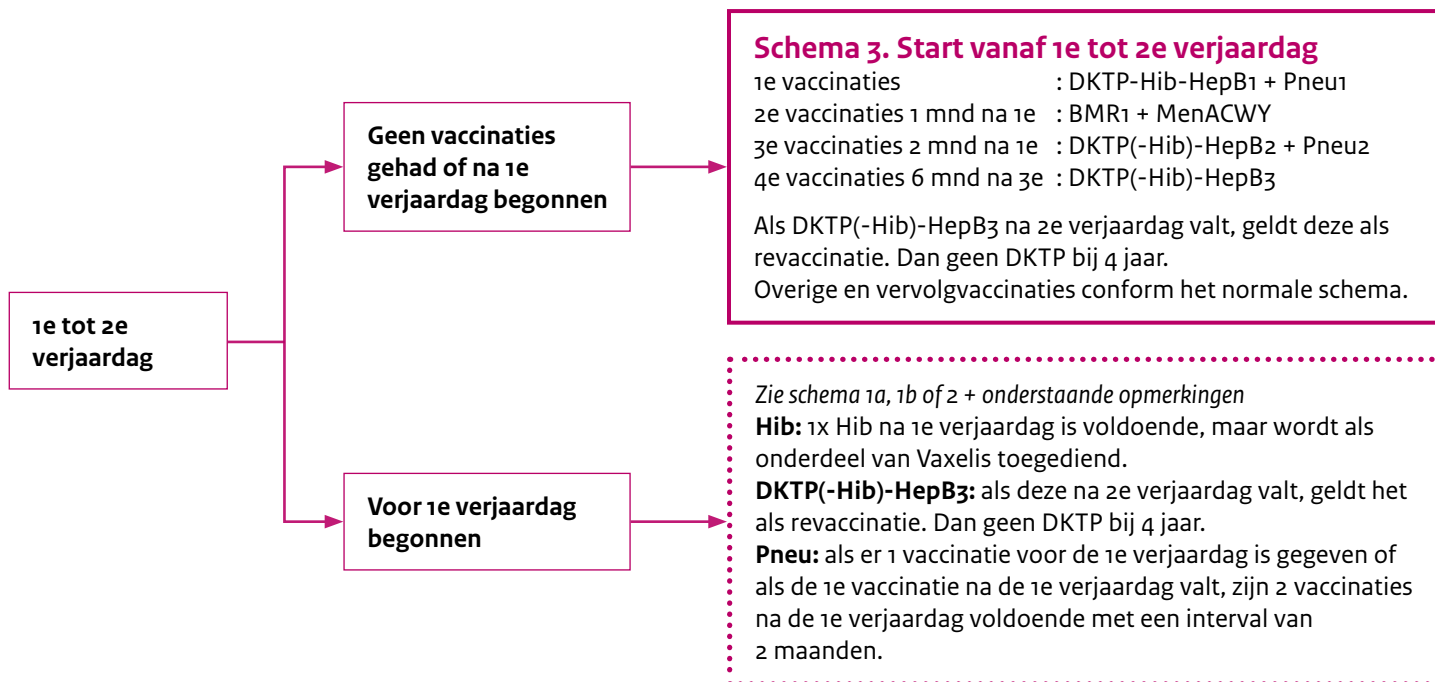 1e tot 2e
verjaardag
Geen vaccinaties
gehad of na 1e
verjaardag begonnen
Schema 3. Start vanaf 1e tot 2e verjaardag
1e vaccinaties : DKTP-Hib-HepB1 + Pneu1
2e vaccinaties 1 mnd na 1e : BMR1 + MenACWY
3e vaccinaties 2 mnd na 1e : DKTP(-Hib)-HepB2 + Pneu2
4e vaccinaties 6 mnd na 3e : DKTP(-Hib)-HepB3
Als DKTP(-Hib)-HepB3 na 2e verjaardag valt, geldt deze als
revaccinatie. Dan geen DKTP bij 4 jaar.
Overige en vervolgvaccinaties conform het normale schema.
Voor 1e verjaardag
begonnen
Zie schema 1a, 1b of 2 + onderstaande opmerkingen
Hib: 1x Hib na 1e verjaardag is voldoende, maar wordt als
onderdeel van Vaxelis toegediend.
DKTP(-Hib)-HepB3: als deze na 2e verjaardag valt, geldt het
als revaccinatie. Dan geen DKTP bij 4 jaar.
Pneu: als er 1 vaccinatie voor de 1e verjaardag is gegeven of
als de 1e vaccinatie na de 1e verjaardag valt, zijn 2 vaccinaties
na de 1e verjaardag voldoende met een interval van
2 maanden.